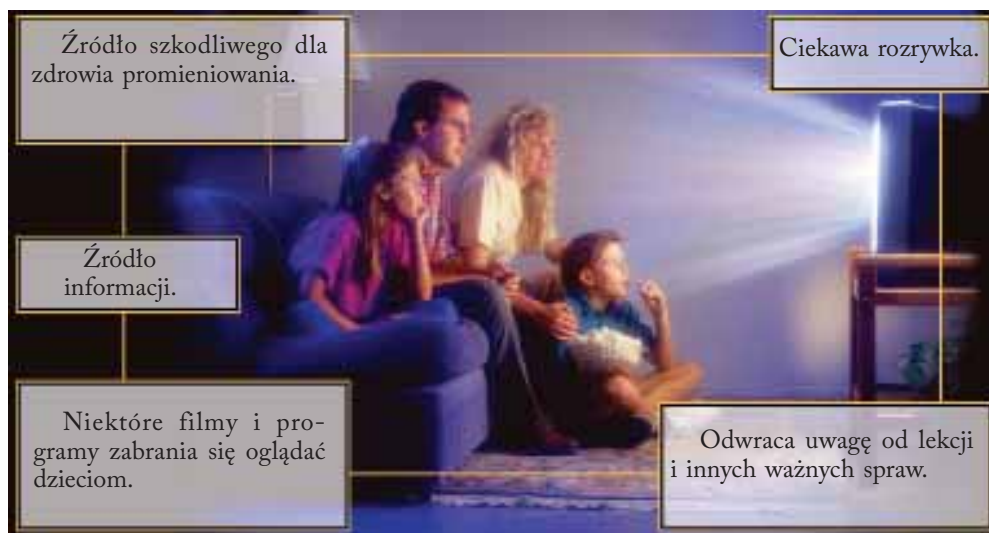 Źródło szkodliwego dla
zdrowia promieniowania.
Ciekawa rozrywka.
Źródło
informacji.
Niektóre filmy i pro-
gramy zabrania się oglądać
dzieciom.
Odwraca uwagę od lekcji
i innych ważnych spraw.